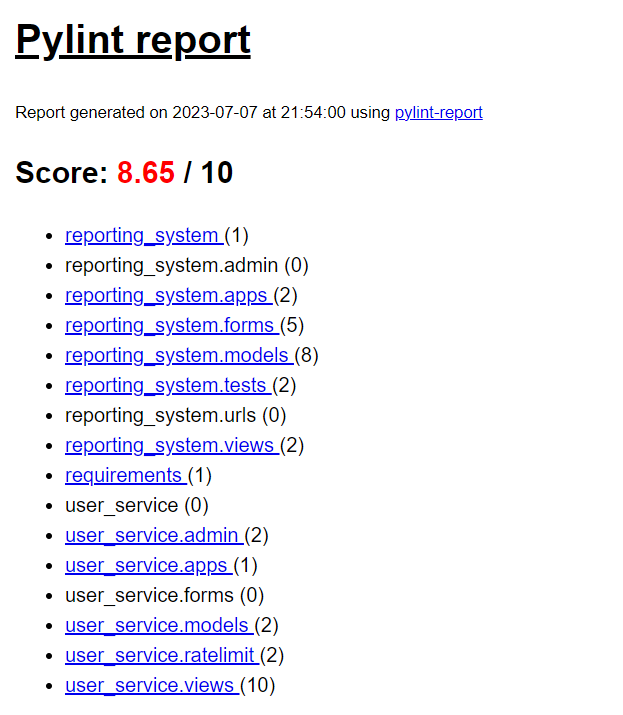 Pylint report
Report generated on 2023-07-07 at 21:54:00 using pylint-report
Score: 8.65 / 10
reporting_system (1)
reporting_system.admin (0)
reporting_system.apps (2)
reporting_system.forms (5)
reporting_system.models (8)
reporting_system.tests (2)
reporting_system.urls (0)
reporting_system.views (2)
requirements (1)
user_service (0)
user_service.admin (2)
user_service.apps (1)
user_service.forms (0)
user_service.models (2)
user_service.ratelimit (2)
user_service.views (10)